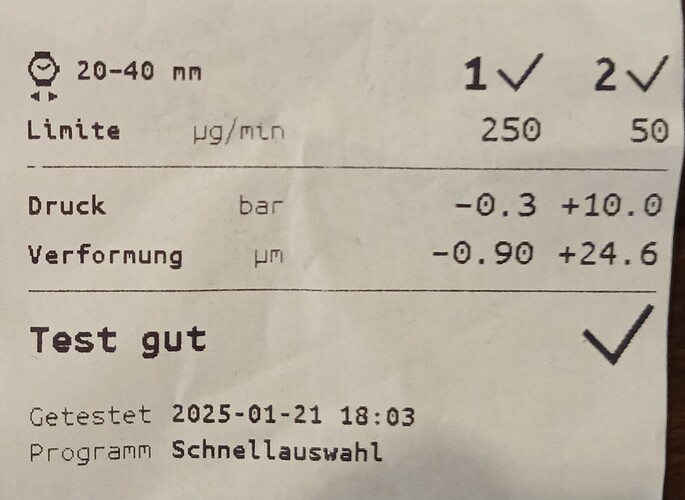 20-40 mm 1✓ 2✓
Limite µg/min 250 50
Druck bar -0.3 +10.0
Verformung µm -0.90 +24.6
Test gut ✓
Getestet 2025-01-21 18:03
Programm Schnellauswahl